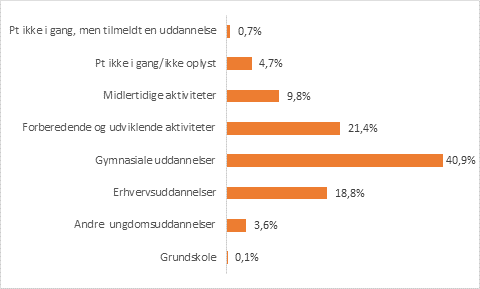 Pt ikke i gang, men tilmeldt en uddannelse 0,7%
Pt ikke i gang/ikke oplyst 4,7%
Midlertidige aktiviteter 9,8%
Forberedende og udviklende aktiviteter 21,4%
Gymnasiale uddannelser 40,9%
Erhvervsuddannelser 18,8%
Andre ungdomsuddannelser 3,6%
Grundskole 0,1%